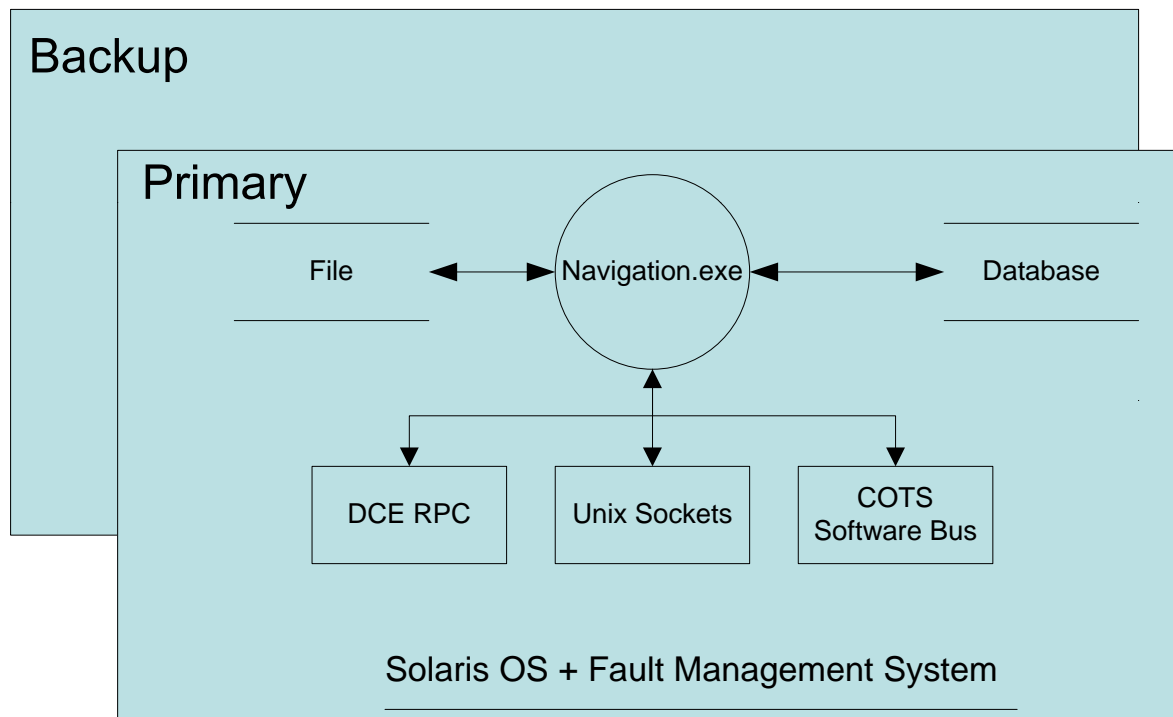 Backup
Primary
File
Navigation.exe
Database
DCE RPC
Unix Sockets
COTS
Software Bus
Solaris OS + Fault Management System